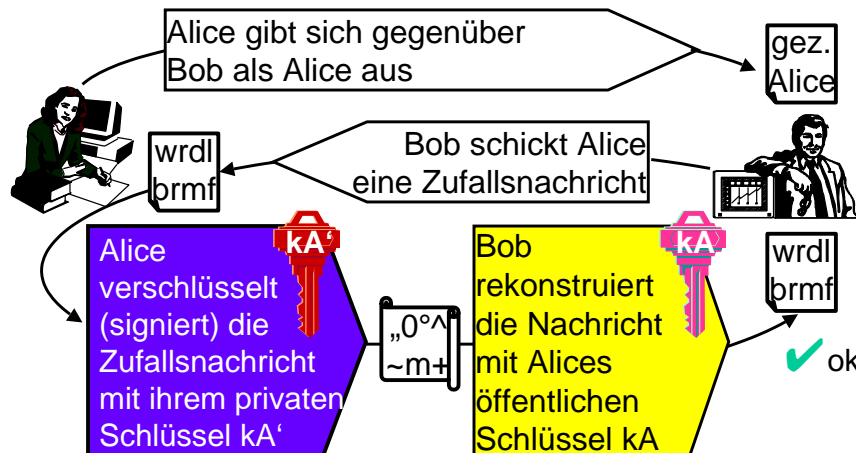 Alice gibt sich gegenüber
Bob als Alice aus
gez.
Alice
Bob schickt Alice
eine Zufallsnachricht
wrdl
brmf
Alice
verschlüsselt
(signiert) die
Zufallsnachricht
mit ihrem privaten
Schlüssel kA‘
kA‘
„0°^
~m+
Bob
rekonstruiert
die Nachricht
mit Alices
öffentlichen
Schlüssel kA
kA
wrdl
brmf
ok